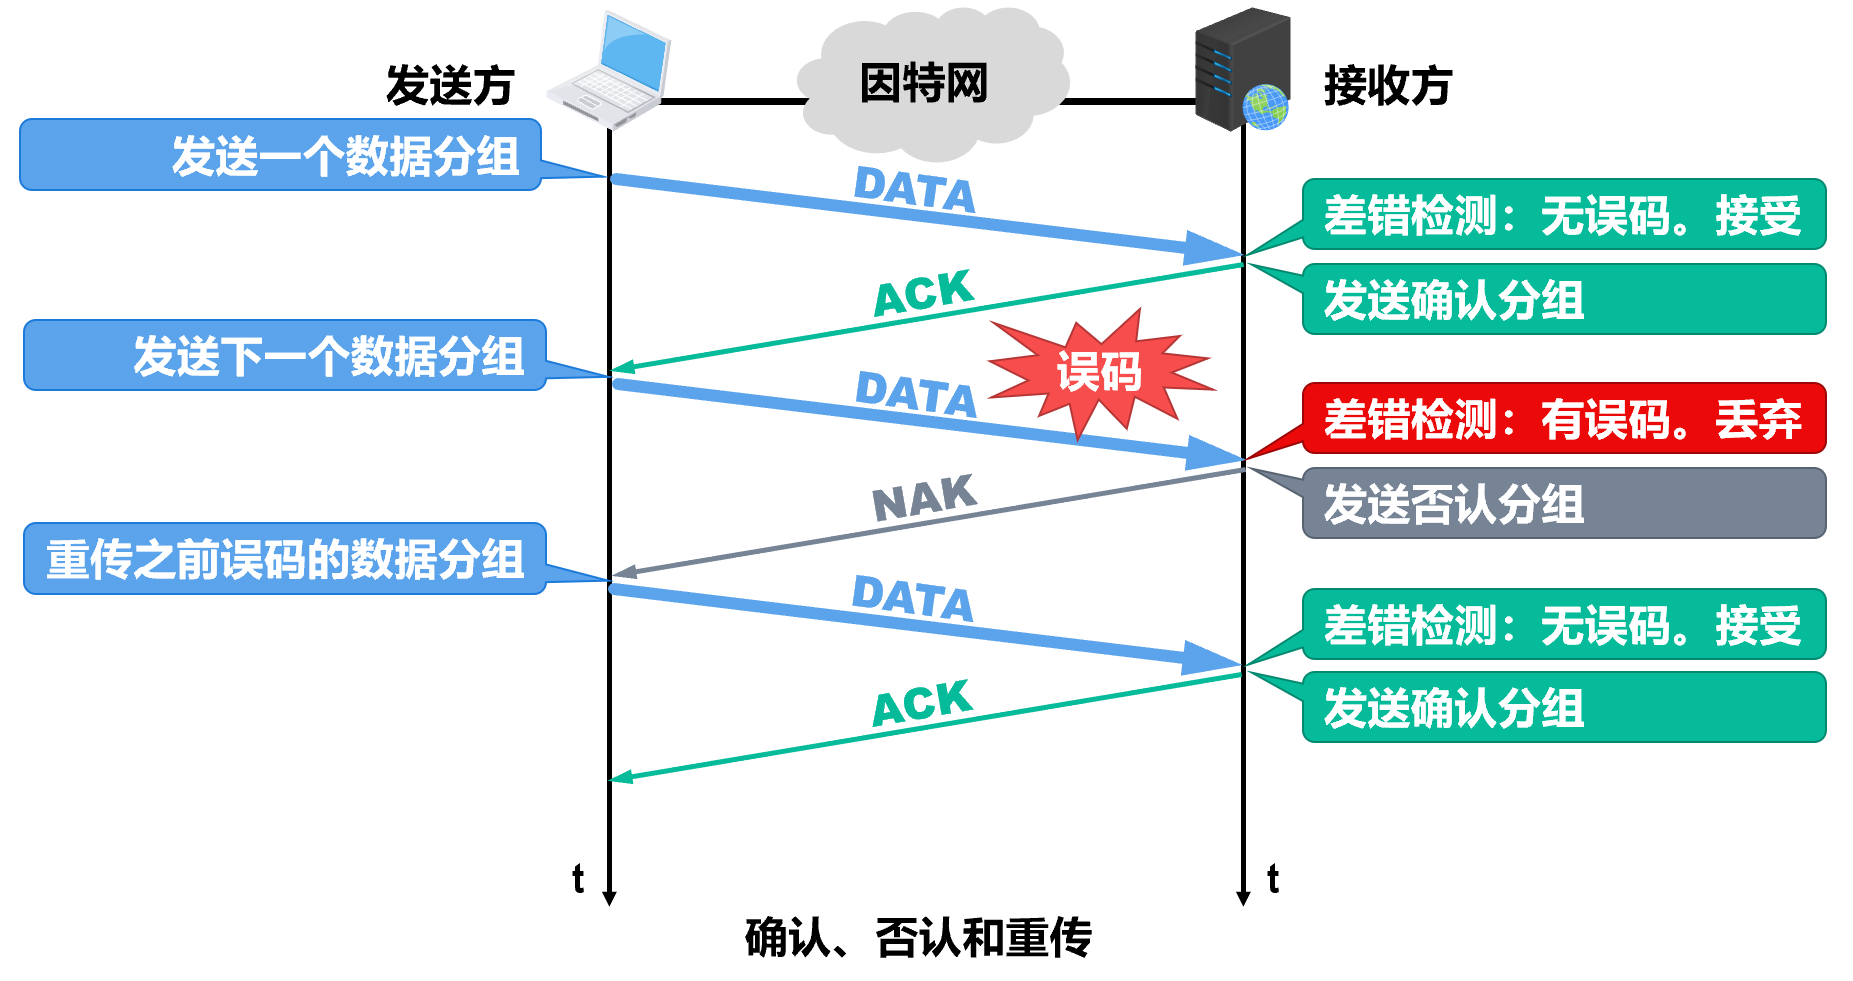 发送方
因特网
接收方
发送一个数据分组
DATA
差错检测：无误码。接受
ACK
发送确认分组
发送下一个数据分组
误码
DATA
差错检测：有误码。丢弃
NAK
发送否认分组
重传之前误码的数据分组
DATA
差错检测：无误码。接受
ACK
发送确认分组
t
t
确认、否认和重传